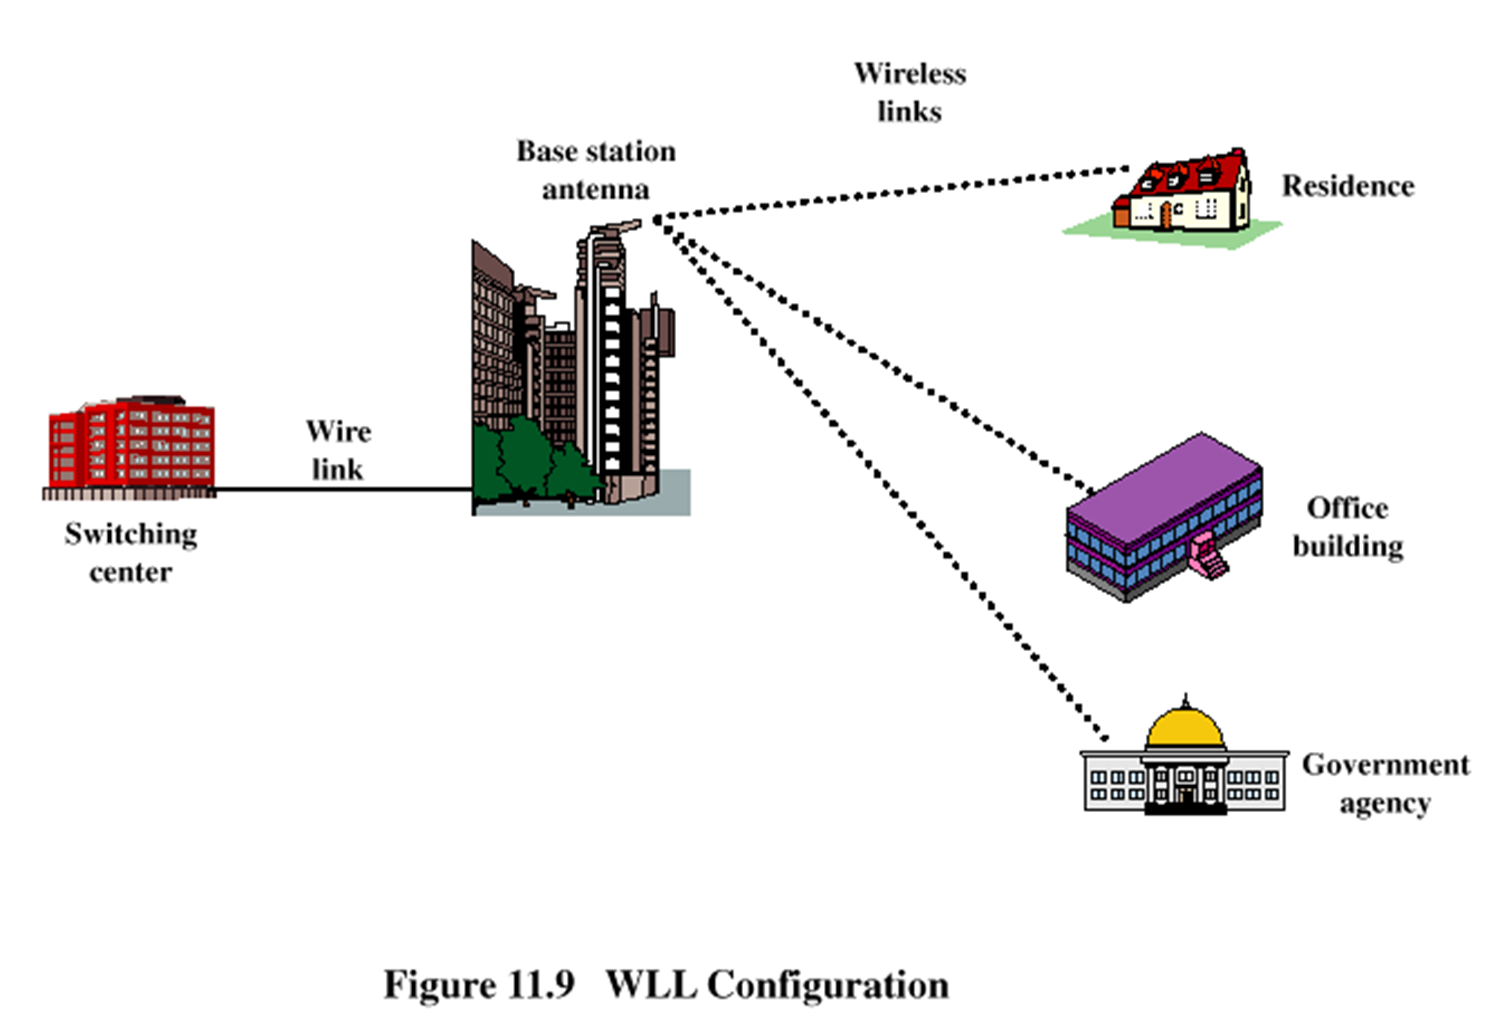 Wireless
links
Base station
antenna
Residence
Wire
link
Switching
center
Office
building
Government
agency
Figure 11.9 WLL Configuration